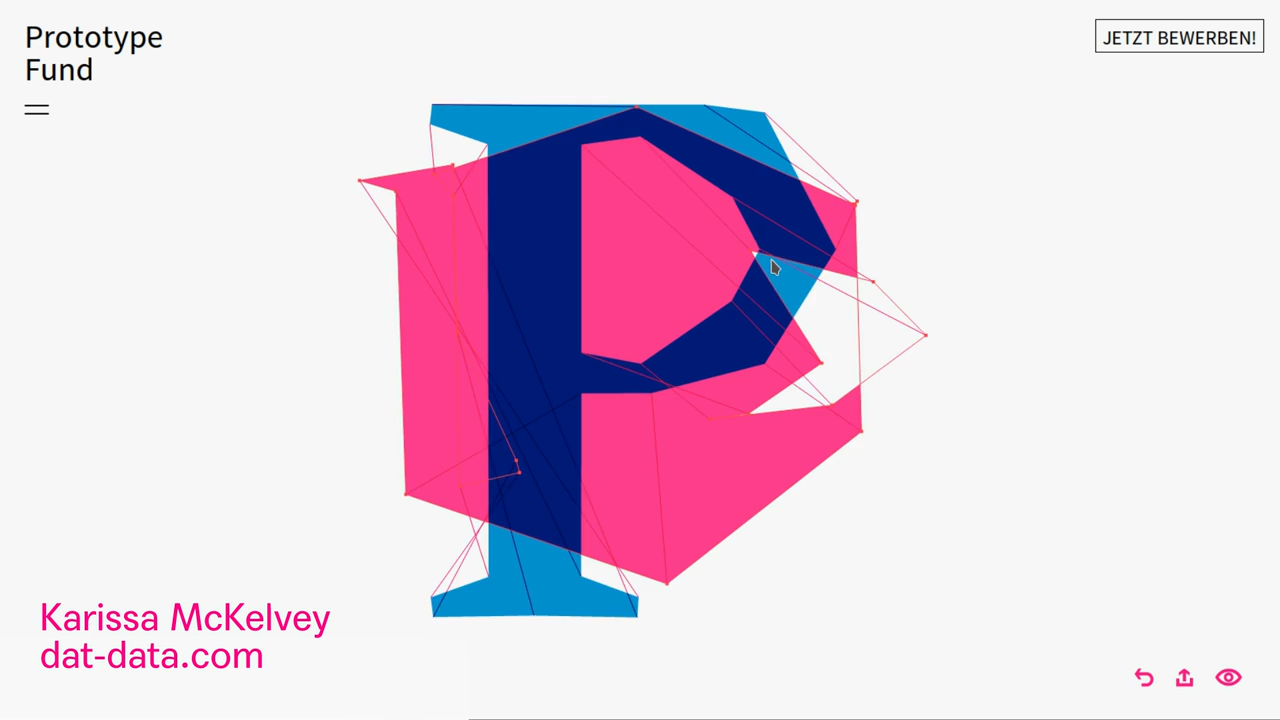 Prototype
Fund
JETZT BEWERBEN!
Karissa McKelvey
dat-data.com